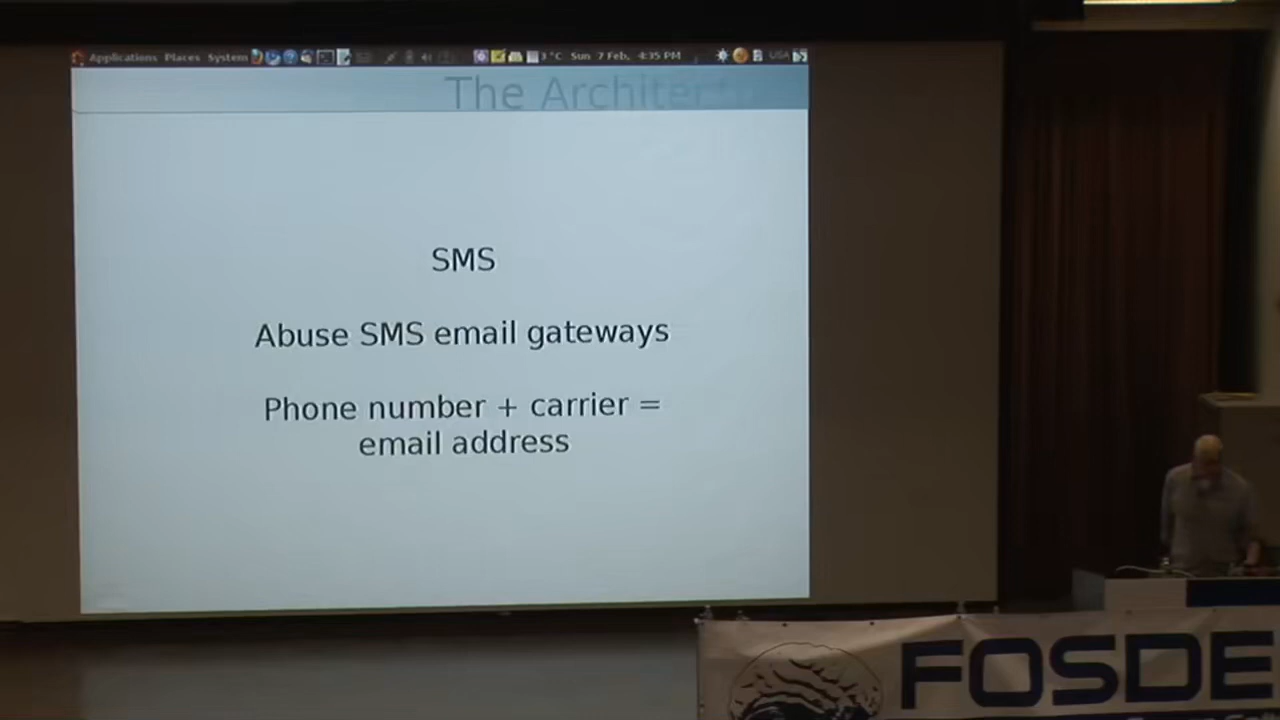 Applications Places System 3 °C Sun 7 Feb, 4:35 PM USA
The Architect
SMS
Abuse SMS email gateways
Phone number + carrier =
email address
FOSDE